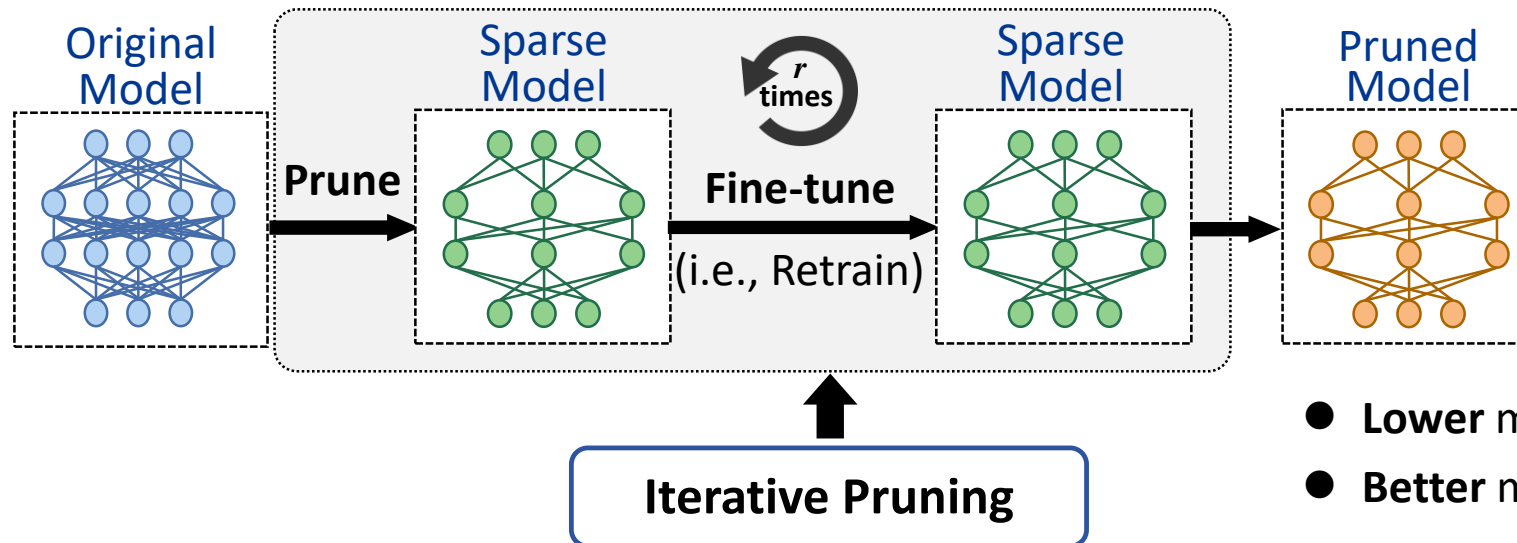 Original
Model
Sparse
Model
r
times
Sparse
Model
Pruned
Model
Prune
Fine-tune
(i.e., Retrain)
Iterative Pruning
Lower
Better